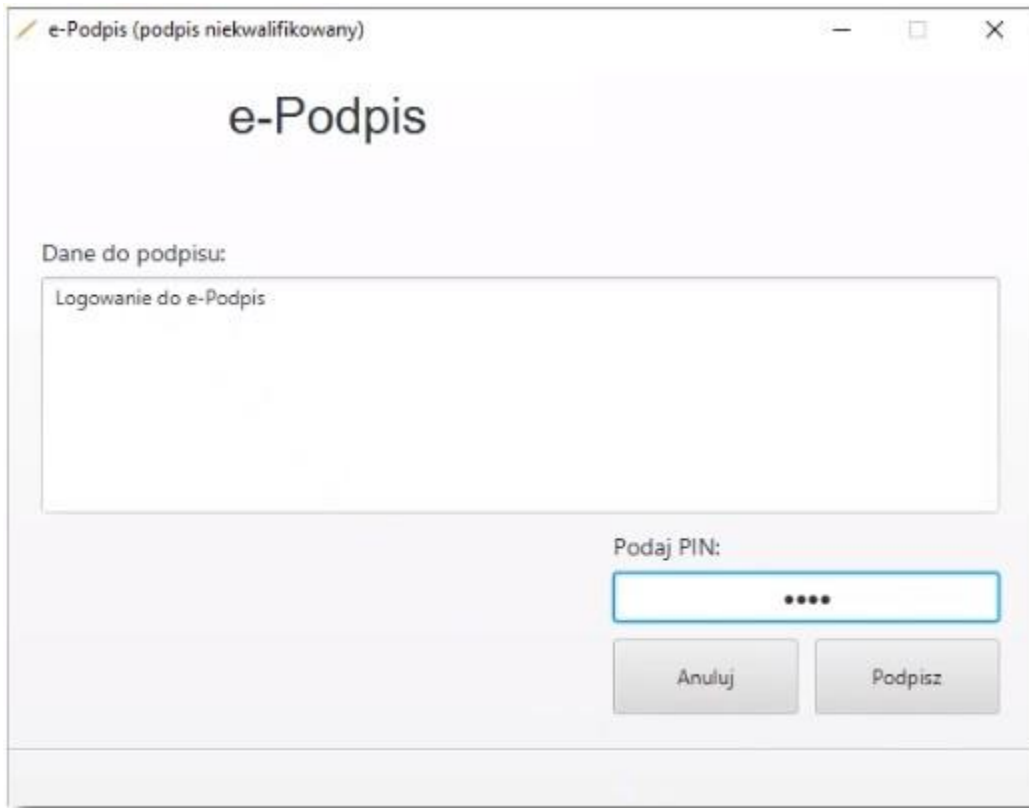 e-Podpis (podpis niekwalifikowany)
e-Podpis
Dane do podpisu:
Logowanie do e-Podpis
Podaj PIN:
••••
Anuluj
Podpisz